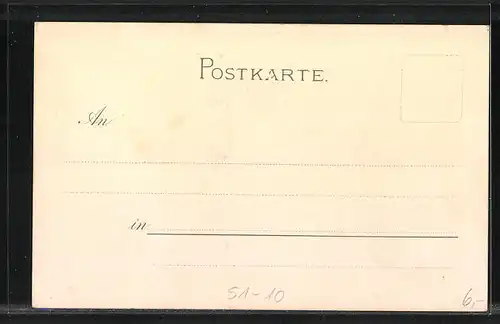 POSTKARTE.
An
in
51-10
6,-